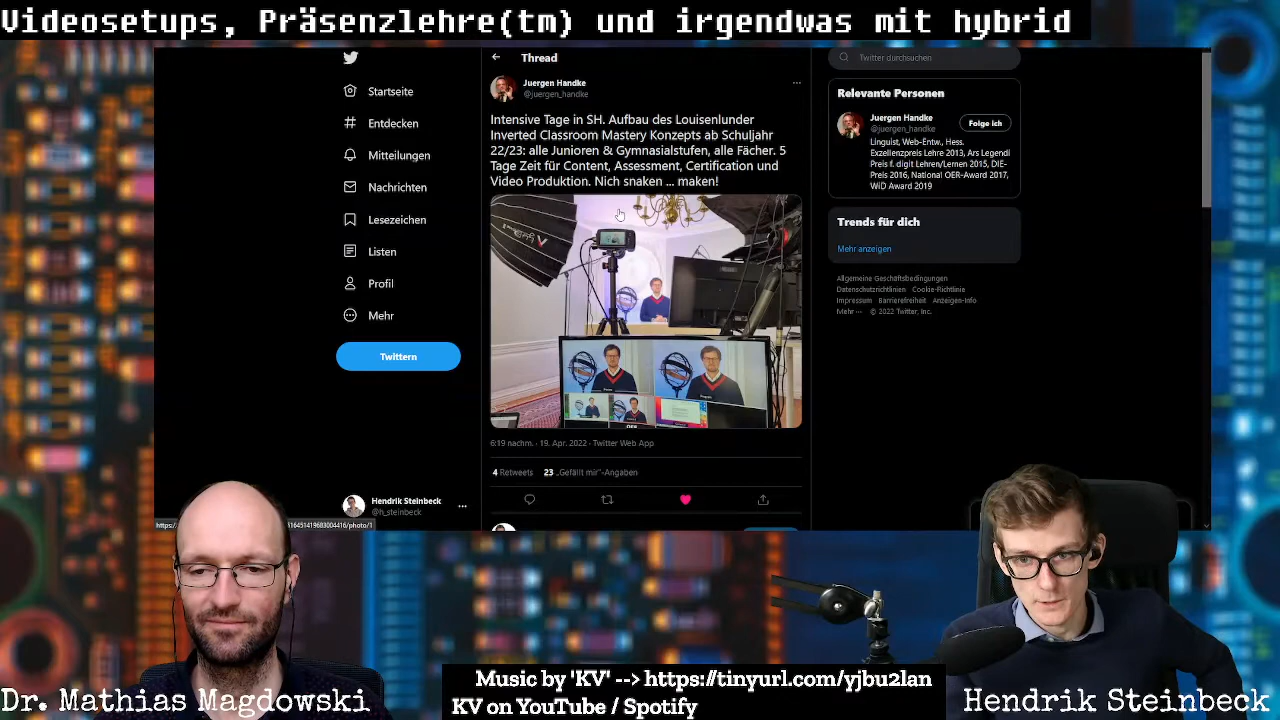 Videosetups, Präsenzlehre(tm) und irgendwas mit hybrid
Startseite
Entdecken
Mitteilungen
Nachrichten
Lesezeichen
Listen
Profil
Mehr
Twittern
Hendrik Steinbeck
@h_steinbeck
Thread
Juergen Handke
@juergen_handke
Intensive Tage in SH. Aufbau des Louisenlunder
Inverted Classroom Mastery Konzepts ab Schuljahr
22/23: alle Junioren & Gymnasialstufen, alle Fächer. 5
Tage Zeit für Content, Assessment, Certification und
Video Produktion. Nich snaken ... maken!
6:19 nachm. · 19. Apr. 2022 · Twitter Web App
4 Retweets 23 „Gefällt mir"-Angaben
Twitter durchsuchen
Relevante Personen
Juergen Handke
@juergen_handke
Folge ich
Linguist, Web-Entw., Hess.
Exzellenzpreis Lehre 2013, Ars Legendi
Preis f. digit Lehren/Lernen 2015, DIE-
Preis 2016, National OER-Award 2017,
WiD Award 2019
Trends für dich
Mehr anzeigen
Allgemeine Geschäftsbedingungen
Datenschutzrichtlinien Cookie-Richtlinie
Impressum Barrierefreiheit Anzeigen-Info
Mehr ··· © 2022 Twitter, Inc.
Dr. Mathias Magdowski
Music by 'KV' --> https://tinyurl.com/yjbu2lan
KV on YouTube / Spotify
Hendrik Steinbeck